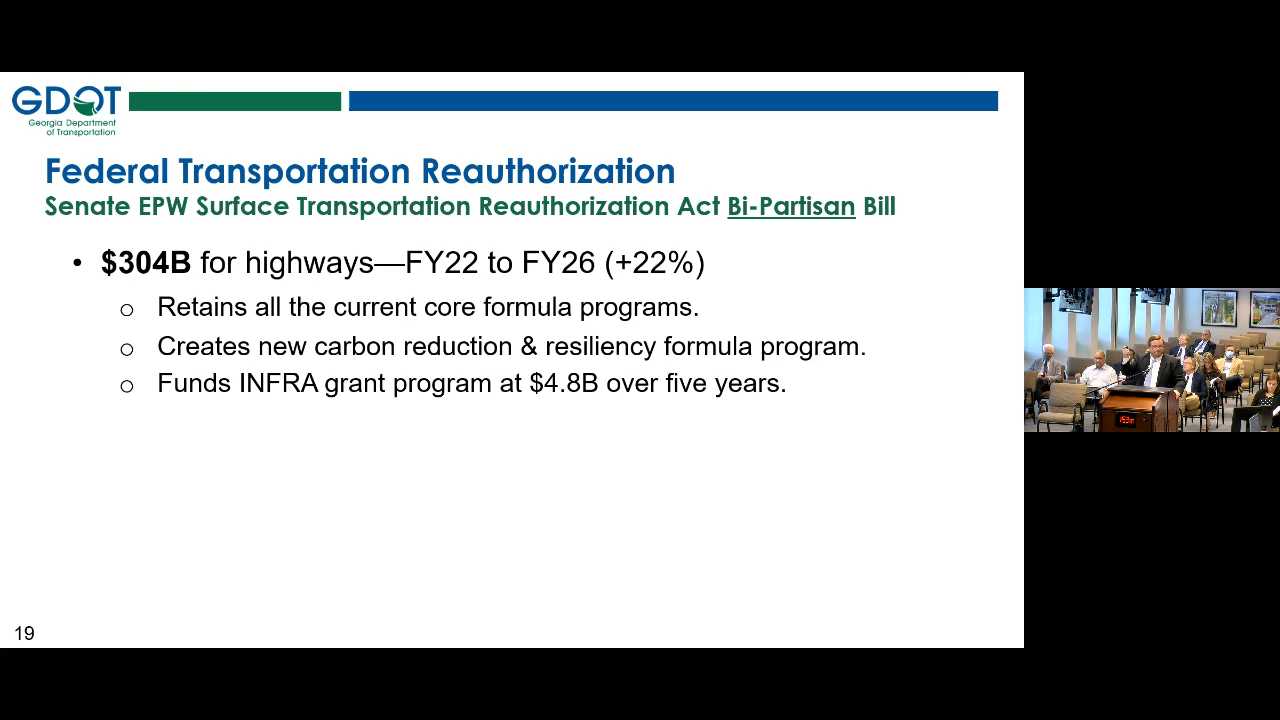 GDOT
Georgia Department
of Transportation
Federal Transportation Reauthorization
Senate EPW Surface Transportation Reauthorization Act Bi-Partisan Bill
• $304B for highways—FY22 to FY26 (+22%)
o Retains all the current core formula programs.
o Creates new carbon reduction & resiliency formula program.
o Funds INFRA grant program at $4.8B over five years.
19